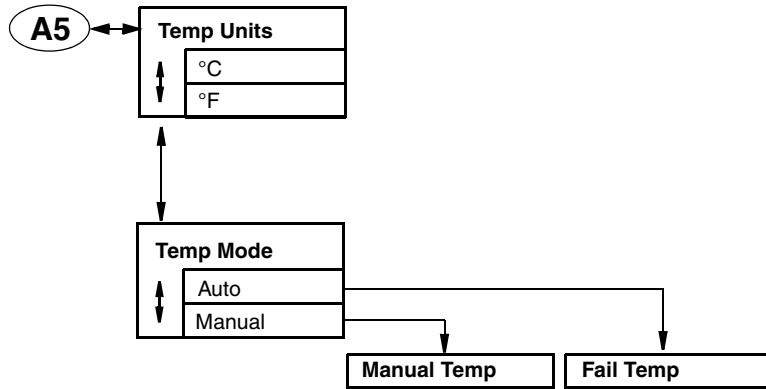 A5
Temp Units
°C
°F
Temp Mode
Auto
Manual
Manual Temp
Fail Temp